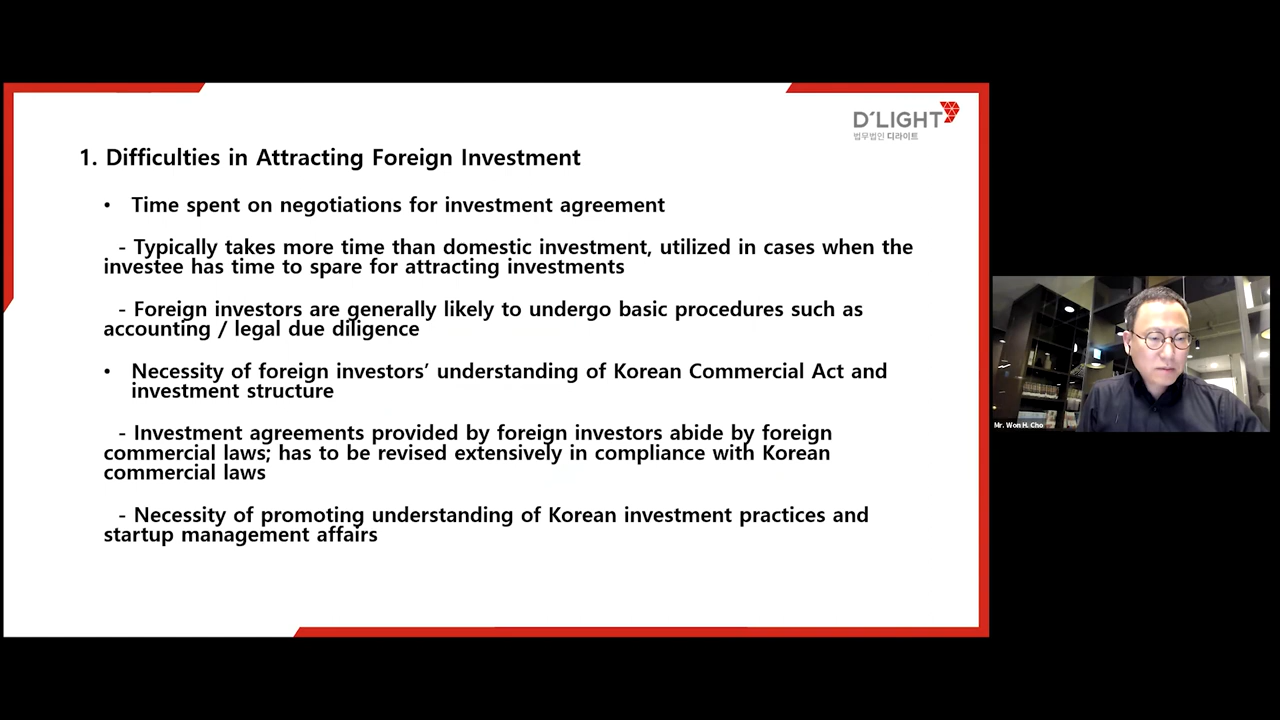 D'LIGHT
법무법인 디라이트
1. Difficulties in Attracting Foreign Investment
• Time spent on negotiations for investment agreement
- Typically takes more time than domestic investment, utilized in cases when the
investee has time to spare for attracting investments
- Foreign investors are generally likely to undergo basic procedures such as
accounting / legal due diligence
• Necessity of foreign investors’ understanding of Korean Commercial Act and
investment structure
- Investment agreements provided by foreign investors abide by foreign
commercial laws; has to be revised extensively in compliance with Korean
commercial laws
- Necessity of promoting understanding of Korean investment practices and
startup management affairs
Mr. Won H. Cho